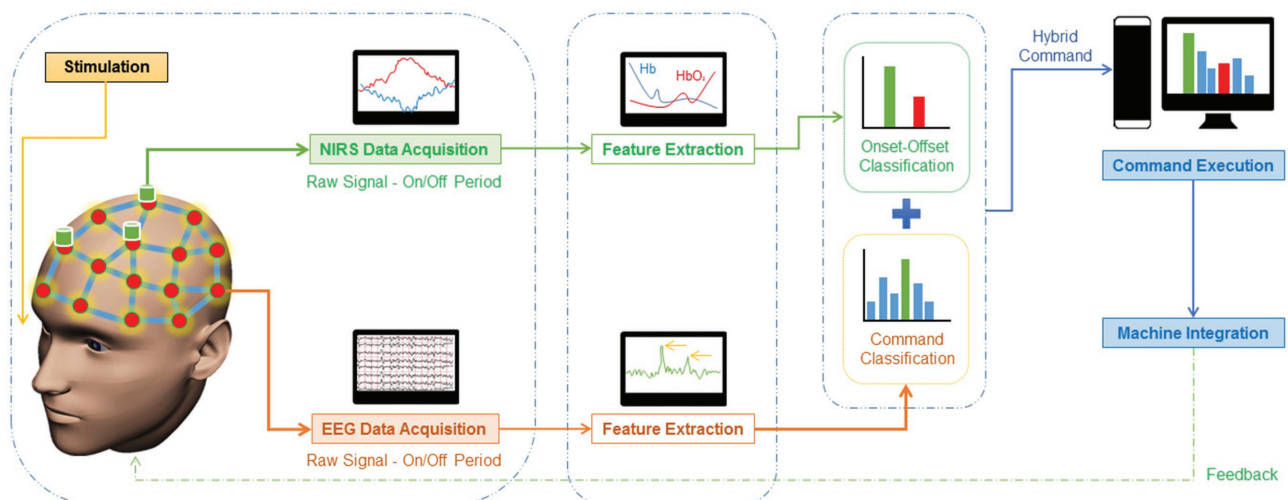 Stimulation
NIRS Data Acquisition
Raw Signal - On/Off Period
EEG Data Acquisition
Raw Signal - On/Off Period
Hb
HbO₂
Feature Extraction
Feature Extraction
Onset-Offset
Classification
Command
Classification
Hybrid
Command
Command Execution
Machine Integration
Feedback